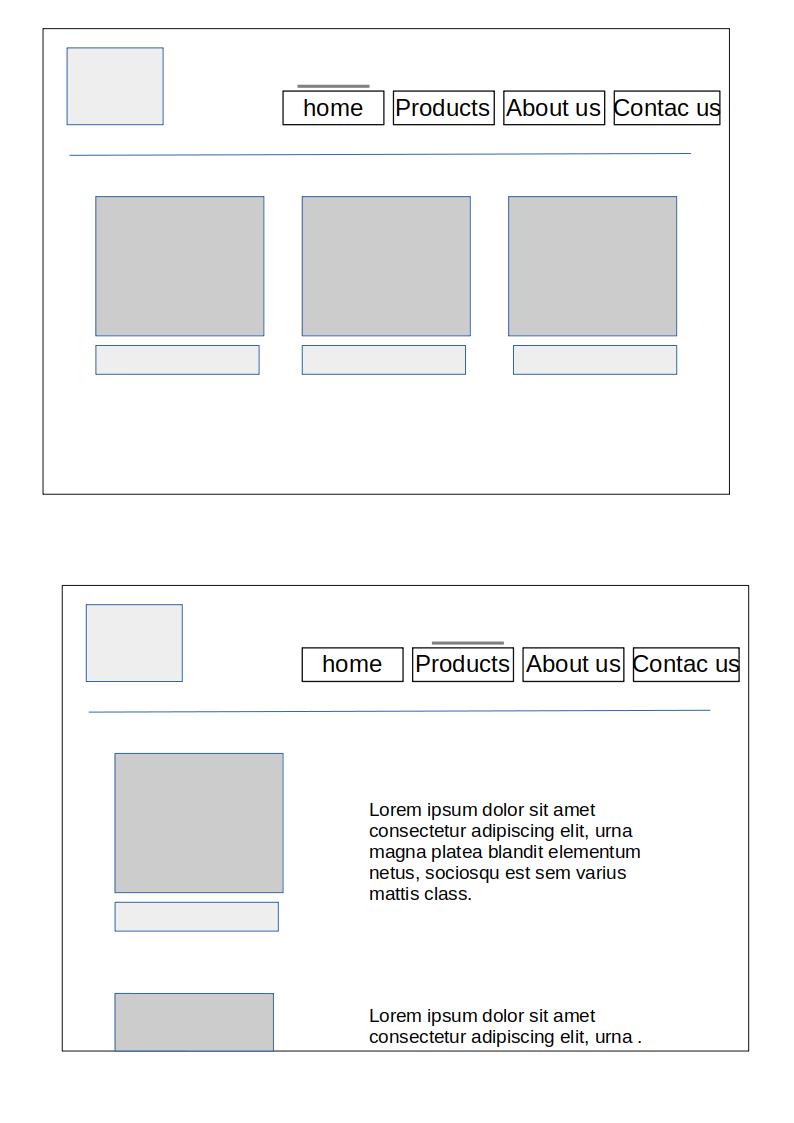 home Products About us Contac us
home Products About us Contac us
Lorem ipsum dolor sit amet
consectetur adipiscing elit, urna
magna platea blandit elementum
netus, sociosqu est sem varius
mattis class.
Lorem ipsum dolor sit amet
consectetur adipiscing elit, urna .